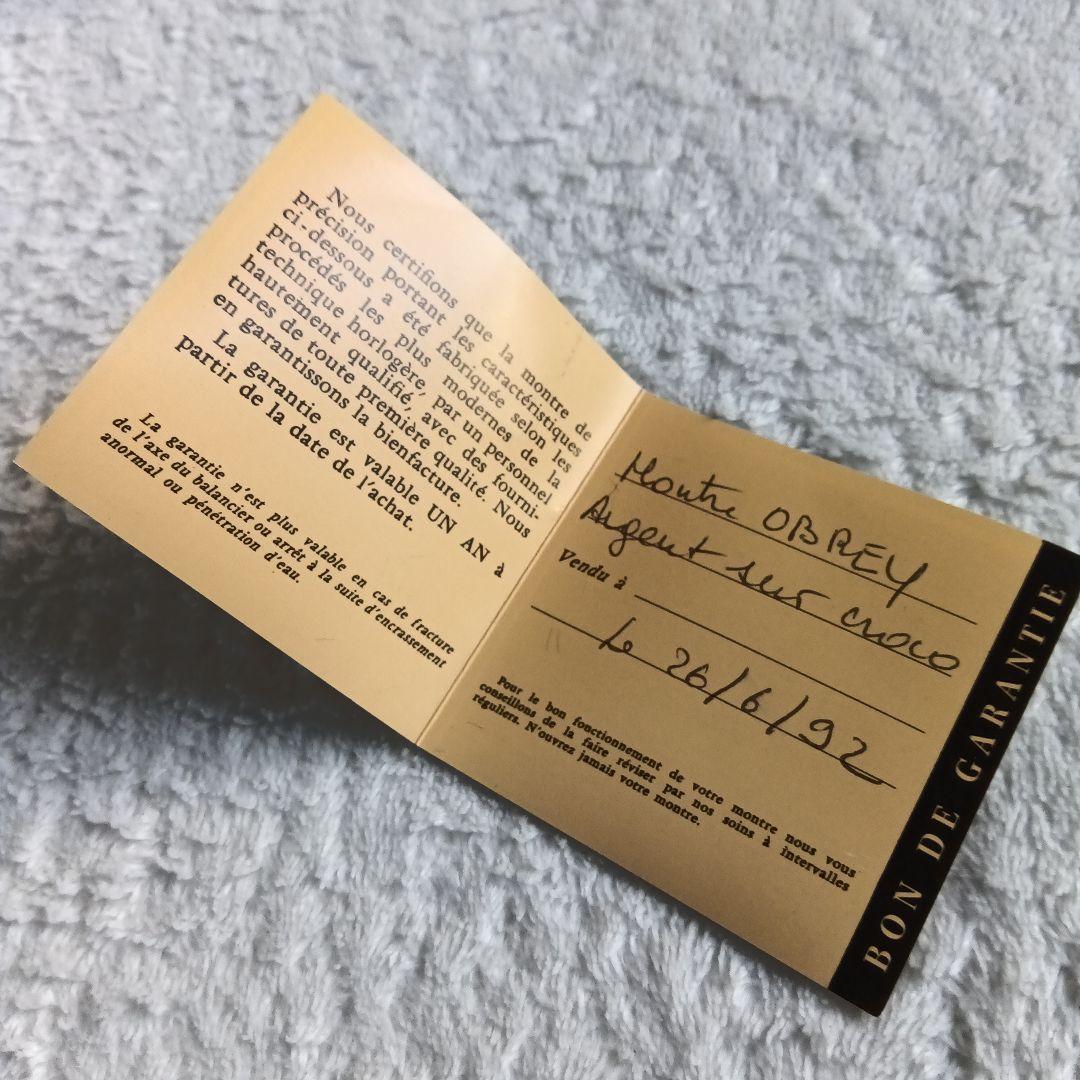 Nous certifions que la montre de
précision portant les caractéristiques
ci-dessous a été fabriquée selon les
procédés les plus modernes de la
technique horlogère, par un personnel
hautement qualifié, avec des fourni-
tures de toute première qualité. Nous
en garantissons la bienfacture.
La garantie est valable UN AN à
partir de la date de l'achat.
La garantie n'est plus valable en cas de fracture
de l'axe du balancier ou arrêt à la suite d'encrassement
anormal ou pénétration d'eau.
Montre OBREY
Argent sur croco
Vendu à
le 26/6/92
Pour le bon fonctionnement de votre montre nous vous
conseillons de la faire réviser par nos soins à intervalles
réguliers. N'ouvrez jamais votre montre.
BON DE GARANTIE